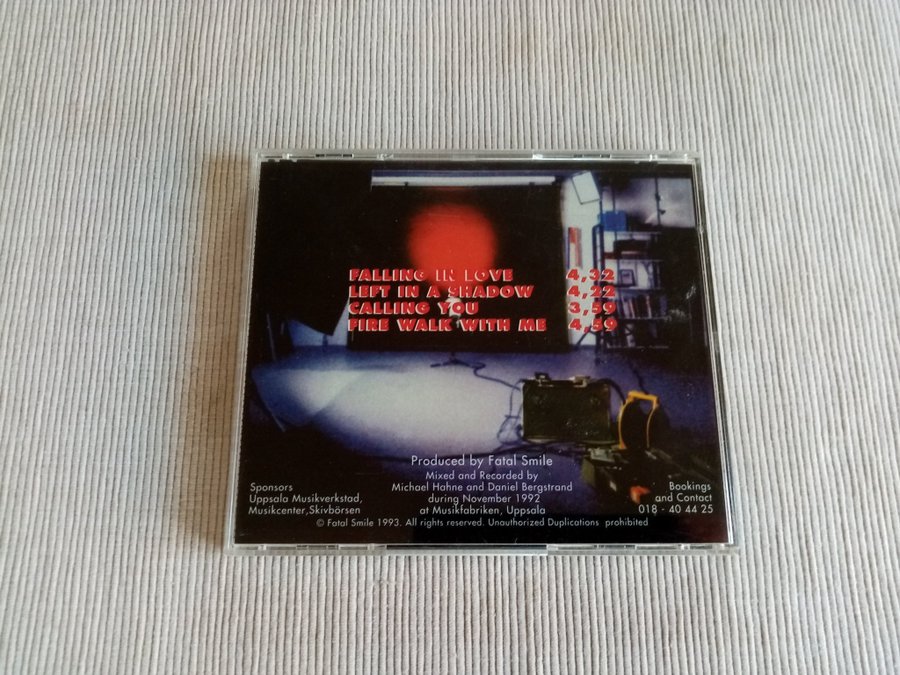 FALLING IN LOVE 4,32
LEFT IN A SHADOW 4,22
CALLING YOU 3,59
FIRE WALK WITH ME 4,59
Produced by Fatal Smile
Mixed and Recorded by
Michael Hahne and Daniel Bergstrand
during November 1992
at Musikfabriken, Uppsala
Sponsors
Uppsala Musikverkstad,
Musikcenter, Skivbörsen
Bookings
and Contact
018 - 40 44 25
© Fatal Smile 1993. All rights reserved. Unauthorized Duplications prohibited